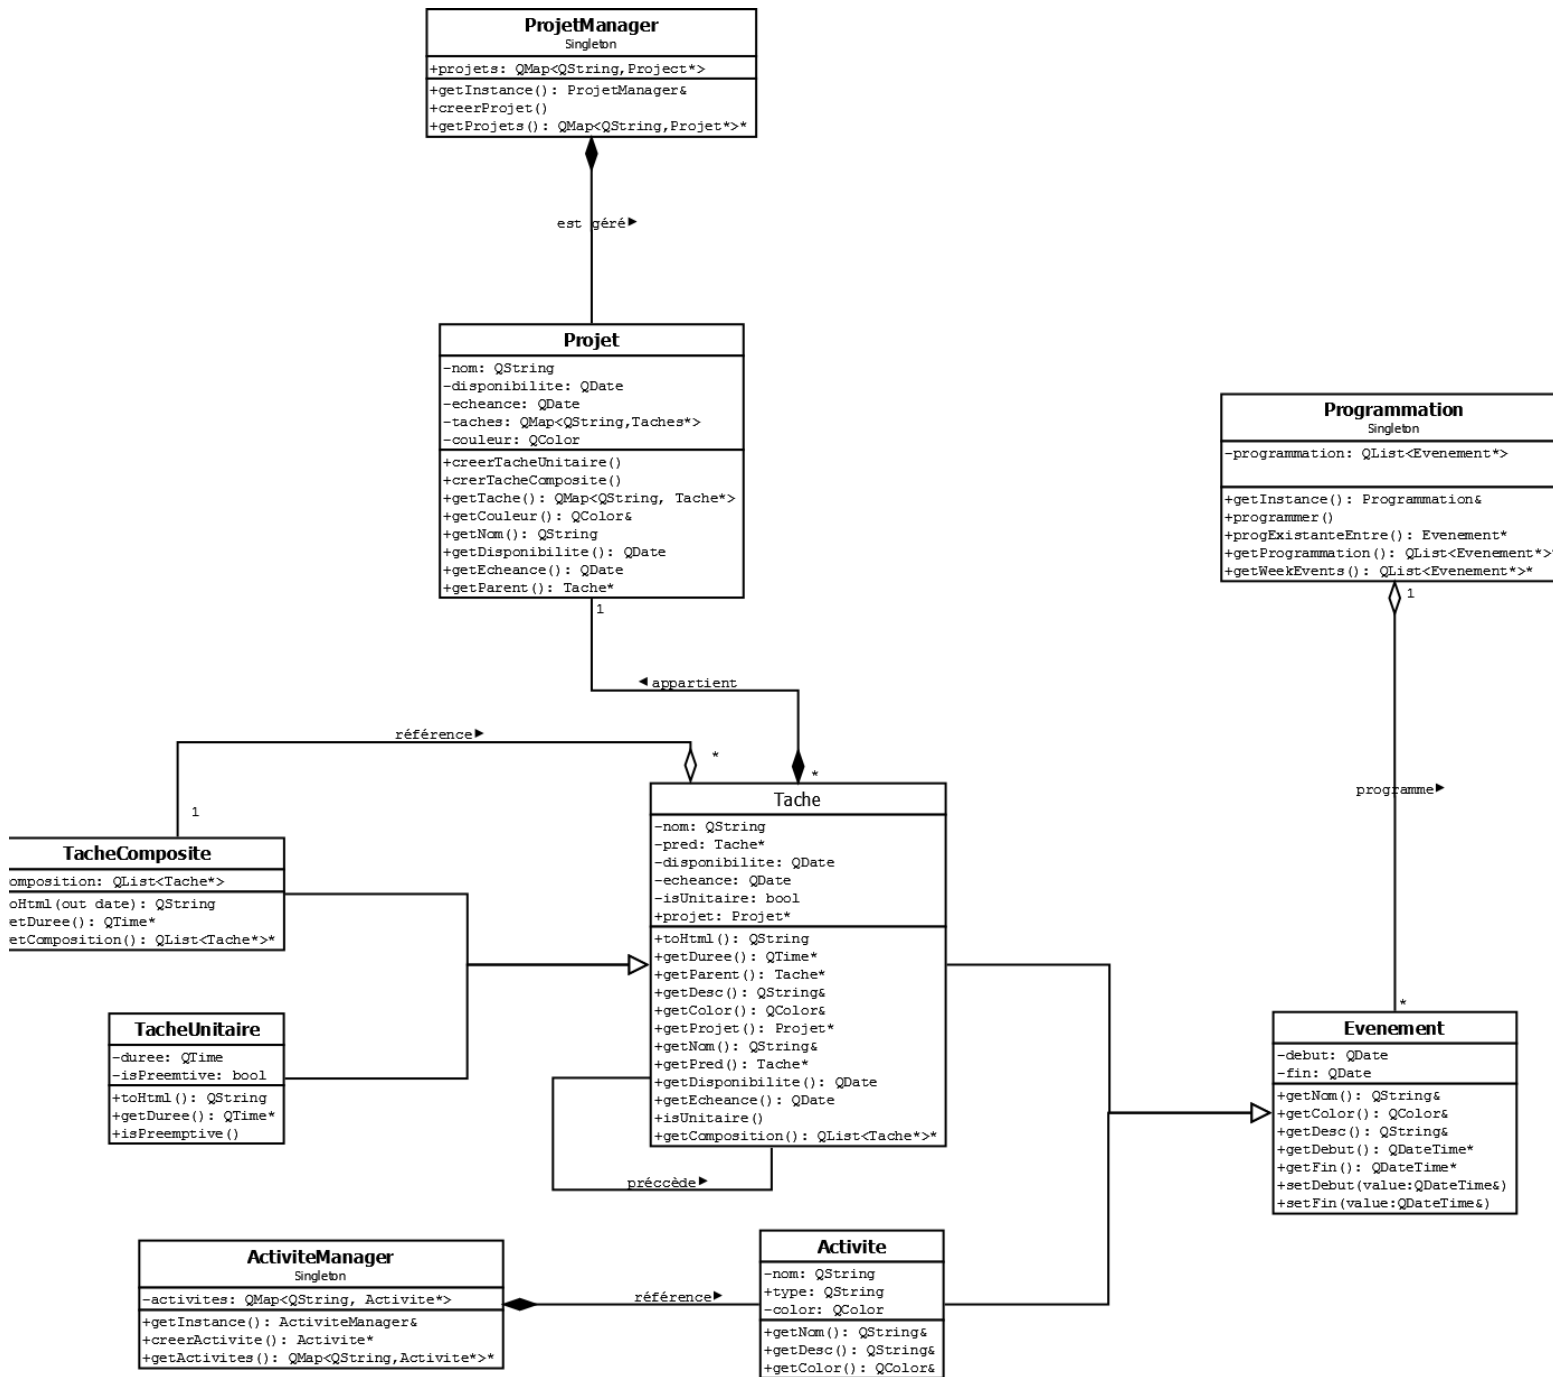 ProjetManager
Singleton
+projets: QMap<QString,Project*>
+getInstance(): ProjetManager&
+creerProjet()
+getProjets(): QMap<QString,Projet*>*
est géré
Projet
-nom: QString
-disponibilite: QDate
-echeance: QDate
-taches: QMap<QString,Taches*>
-couleur: QColor
+creerTacheUnitaire()
+crerTacheComposite()
+getTache(): QMap<QString, Tache*>
+getCouleur(): QColor&
+getNom(): QString
+getDisponibilite(): QDate
+getEcheance(): QDate
+getParent(): Tache*
1
Programmation
Singleton
-programmation: QList<Evenement*>
+getInstance(): Programmation&
+programmer()
+progExistanteEntre(): Evenement*
+getProgrammation(): QList<Evenement*>*
+getWeekEvents(): QList<Evenement*>*
1
appartient
référence
*
*
1
programme
*
TacheComposite
omposition: QList<Tache*>
oHtml(out date): QString
etDuree(): QTime*
etComposition(): QList<Tache*>*
Tache
-nom: QString
-pred: Tache*
-disponibilite: QDate
-echeance: QDate
-isUnitaire: bool
+projet: Projet*
+toHtml(): QString
+getDuree(): QTime*
+getParent(): Tache*
+getDesc(): QString&
+getColor(): QColor&
+getProjet(): Projet*
+getNom(): QString&
+getPred(): Tache*
+getDisponibilite(): QDate
+getEcheance(): QDate
+isUnitaire()
+getComposition(): QList<Tache*>*
préccède
TacheUnitaire
-duree: QTime
-isPreemtive: bool
+toHtml(): QString
+getDuree(): QTime*
+isPreemptive()
Evenement
-debut: QDate
-fin: QDate
+getNom(): QString&
+getColor(): QColor&
+getDesc(): QString&
+getDebut(): QDateTime*
+getFin(): QDateTime*
+setDebut(value:QDateTime&)
+setFin(value:QDateTime&)
ActiviteManager
Singleton
-activites: QMap<QString, Activite*>
+getInstance(): ActiviteManager&
+creerActivite(): Activite*
+getActivites(): QMap<QString,Activite*>*
référence
Activite
-nom: QString
+type: QString
-color: QColor
+getNom(): QString&
+getDesc(): QString&
+getColor(): QColor&